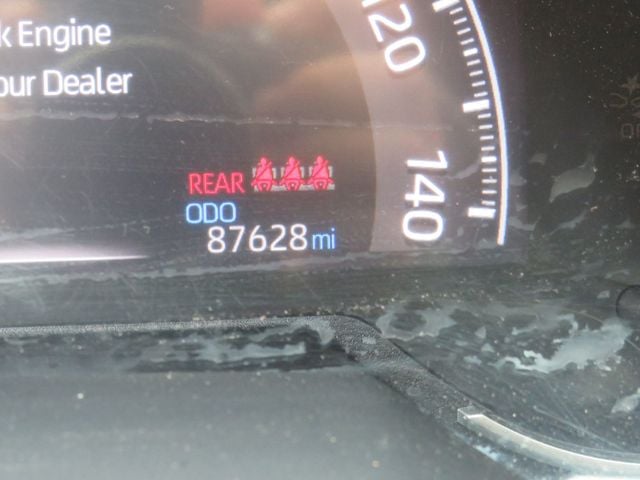 k Engine
our Dealer
120
140
REAR
ODO
87628 mi